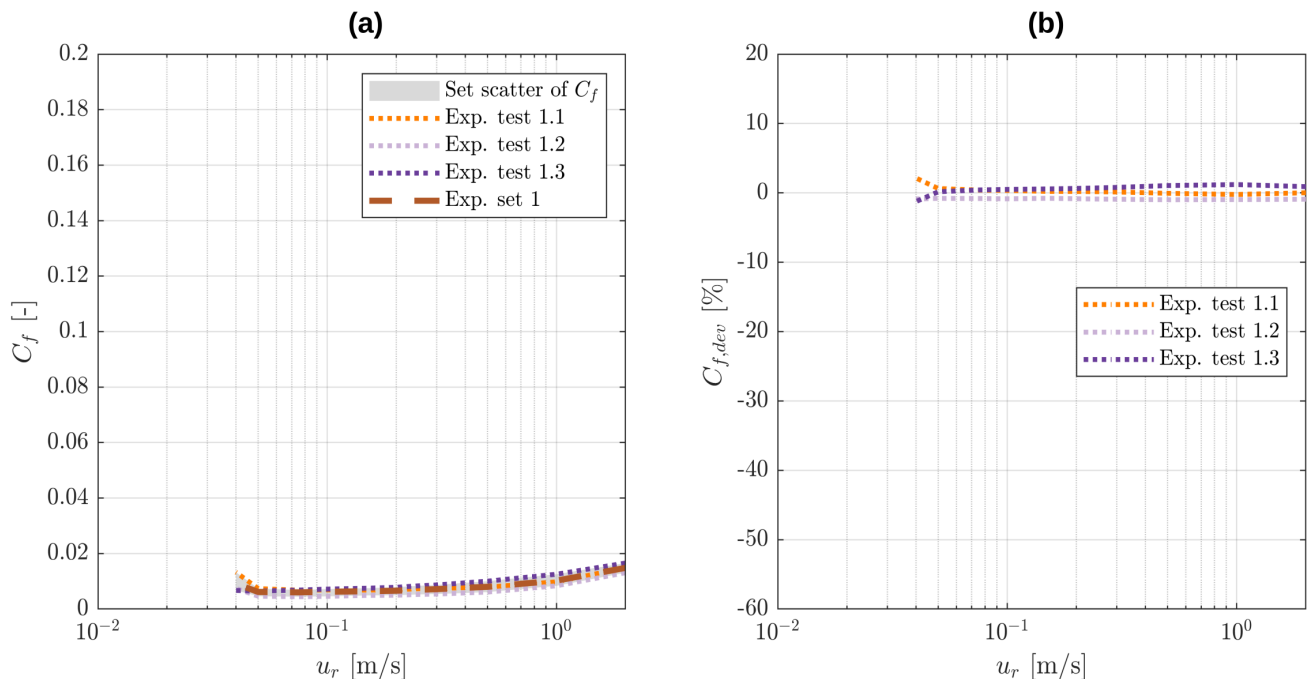 (a)
0.2
0.18
0.16
0.14
0.12
0.1
0.08
0.06
0.04
0.02
0
C_f [-]
10^-2
10^-1
10^0
u_r [m/s]
Set scatter of C_f
Exp. test 1.1
Exp. test 1.2
Exp. test 1.3
Exp. set 1
(b)
20
10
0
-10
-20
-30
-40
-50
-60
C_f,dev [%]
10^-2
10^-1
10^0
u_r [m/s]
Exp. test 1.1
Exp. test 1.2
Exp. test 1.3